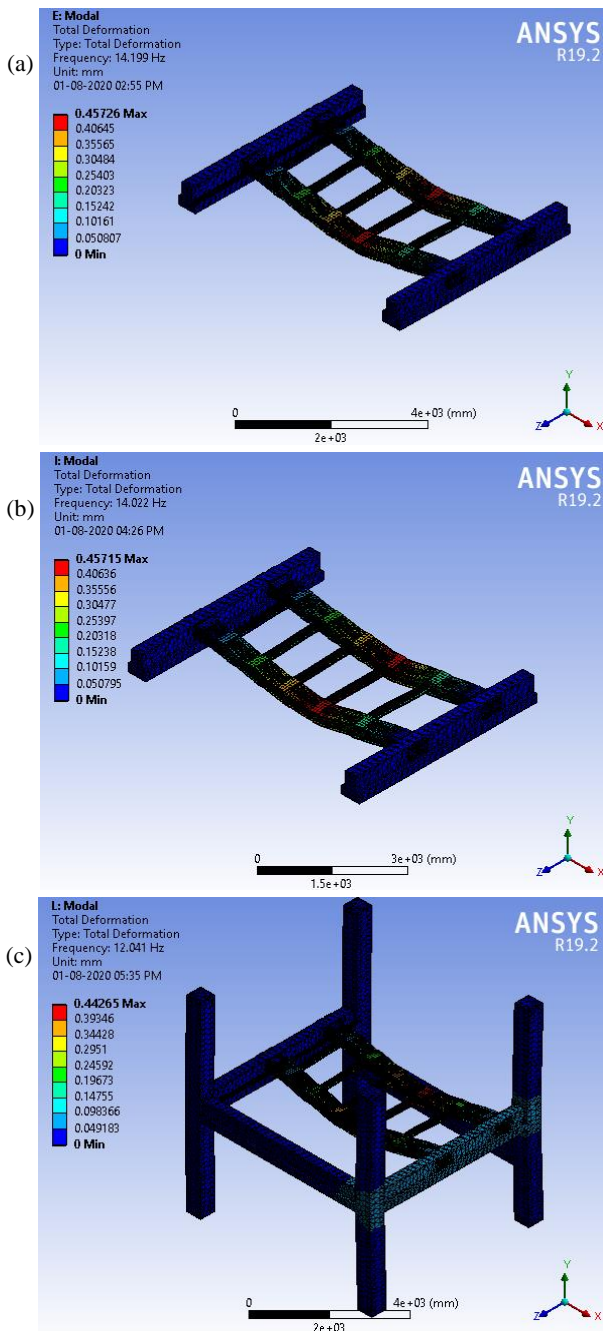 (a)
E: Modal
Total Deformation
Type: Total Deformation
Frequency: 14.199 Hz
Unit: mm
01-08-2020 02:55 PM
ANSYS
R19.2
0.45726 Max
0.40645
0.35565
0.30484
0.25403
0.20323
0.15242
0.10161
0.050807
0 Min
0
4e+03 (mm)
2e+03
Y
Z
X
(b)
I: Modal
Total Deformation
Type: Total Deformation
Frequency: 14.022 Hz
Unit: mm
01-08-2020 04:26 PM
ANSYS
R19.2
0.45715 Max
0.40636
0.35556
0.30477
0.25397
0.20318
0.15238
0.10159
0.050795
0 Min
0
3e+03 (mm)
1.5e+03
Y
Z
X
(c)
L: Modal
Total Deformation
Type: Total Deformation
Frequency: 12.041 Hz
Unit: mm
01-08-2020 05:35 PM
ANSYS
R19.2
0.44265 Max
0.39346
0.34428
0.2951
0.24592
0.19673
0.14755
0.098366
0.049183
0 Min
0
4e+03 (mm)
2e+03
Y
Z
X